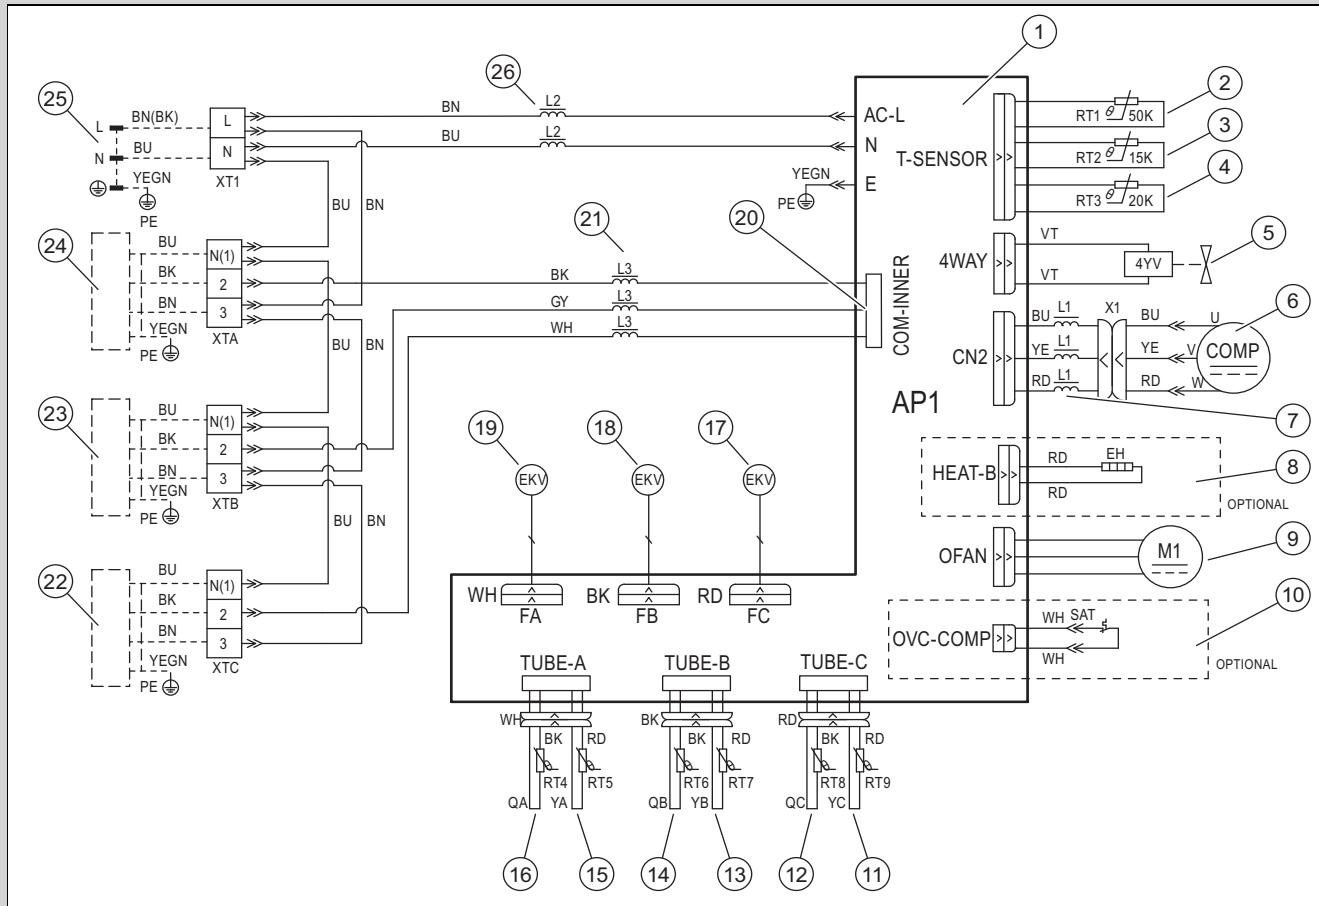 1
26
2
25
BN(BK)
L
BN
L2
AC-L
RT1
50K
3
L
N
BU
N
BU
L2
N
T-SENSOR
RT2
15K
YEGN
XT1
YEGN
E
4
PE
PE
RT3
20K
BU
BN
24
BU
N(1)
21
20
VT
5
BK
2
BK
L3
4WAY
4YV
BN
3
GY
L3
VT
YEGN
WH
L3
COM-INNER
BU
L1
X1
BU
U
6
PE
XTA
BU
BN
CN2
YE
L1
YE
V
COMP
RD
L1
RD
W
AP1
23
BU
N(1)
19
18
17
7
BK
2
BN
3
EKV
EKV
EKV
HEAT-B
RD
EH
8
YEGN
RD
PE
XTB
OPTIONAL
BU
BN
OFAN
M1
9
22
BU
N(1)
WH
BK
RD
10
BK
2
FA
FB
FC
WH
SAT
BN
3
OVC-COMP
YEGN
WH
PE
XTC
TUBE-A
TUBE-B
TUBE-C
OPTIONAL
WH
BK
RD
BK
RD
BK
RD
BK
RD
RT4
RT5
RT6
RT7
RT8
RT9
QA
YA
QB
YB
QC
YC
16
15
14
13
12
11